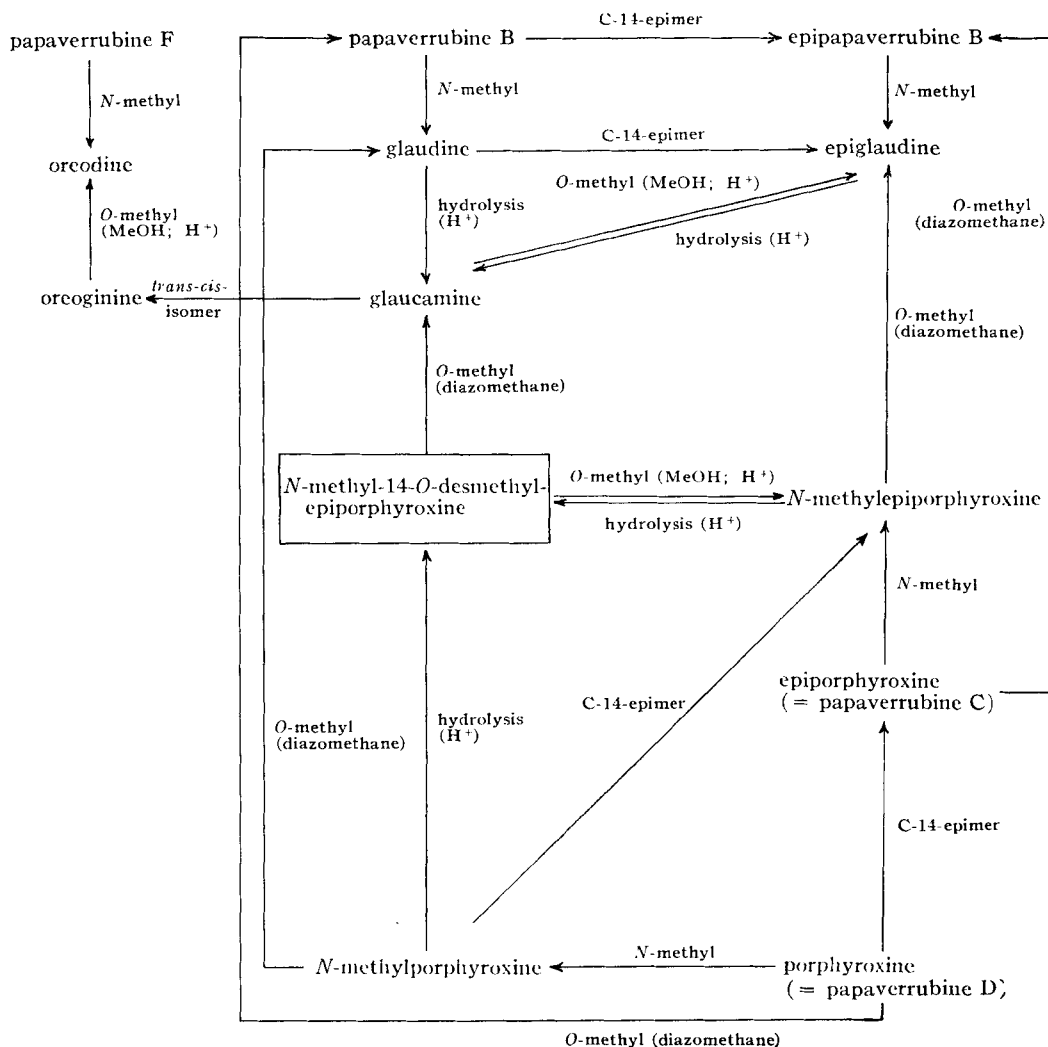 C-14-epimer
papaverrubine F
papaverrubine B
epipapaverrubine B
N-methyl
N-methyl
N-methyl
oreodine
glaudine
C-14-epimer
epiglaudine
O-methyl
(MeOH; H+)
hydrolysis
(H+)
O-methyl (MeOH; H+)
hydrolysis (H+)
O-methyl
(diazomethane)
oreoginine
trans-cis-
isomer
glaucamine
O-methyl
(diazomethane)
O-methyl
(diazomethane)
N-methyl-14-O-desmethyl-
epiporphyroxine
O-methyl (MeOH; H+)
hydrolysis (H+)
N-methylepiporphyroxine
N-methyl
epiporphyroxine
(= papaverrubine C)
C-14-epimer
O-methyl
(diazomethane)
hydrolysis
(H+)
C-14-epimer
N-methylporphyroxine
N-methyl
porphyroxine
(= papaverrubine D)
O-methyl (diazomethane)